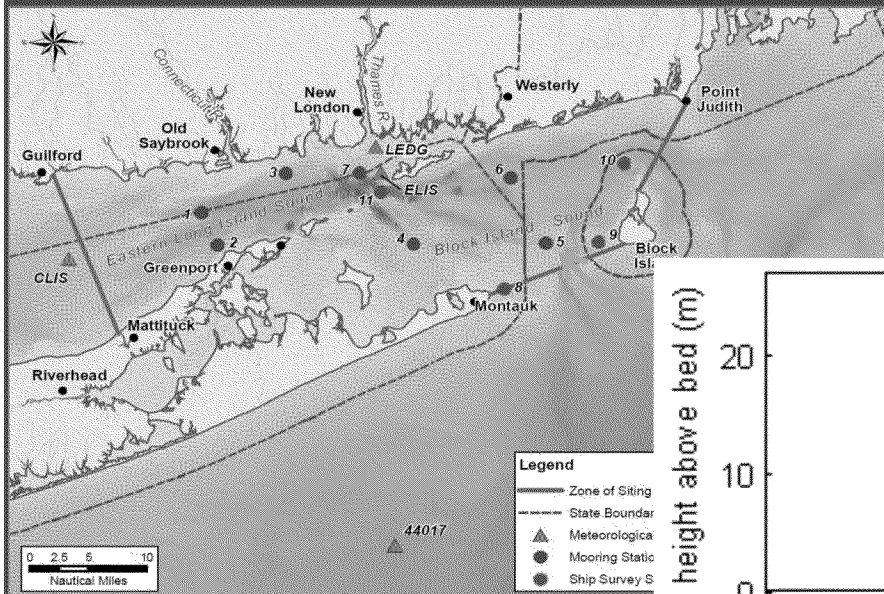 Connecticut R.
Thames R.
New
London
Westerly
Point
Judith
Old
Saybrook
Guilford
LEDG
3
7
ELIS
6
10
1
11
Eastern Long Island Sound
2
4
Block Island Sound
5
9
Block
CLIS
Greenport
8
Montauk
Mattituck
Riverhead
44017
0 2.5 5 10
Nautical Miles
Legend
Zone of Siting
State Boundar
Meteorological
Mooring Static
Ship Survey S
height above bed (m)
20
10
0